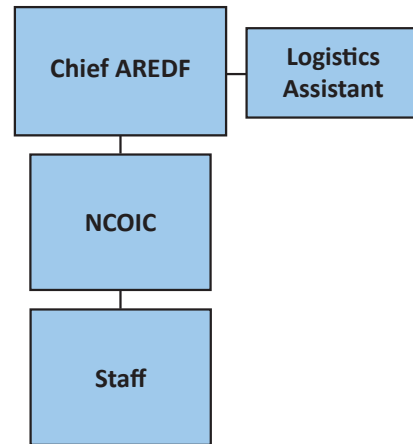 Chief AREDF
Logistics
Assistant
NCOIC
Staff